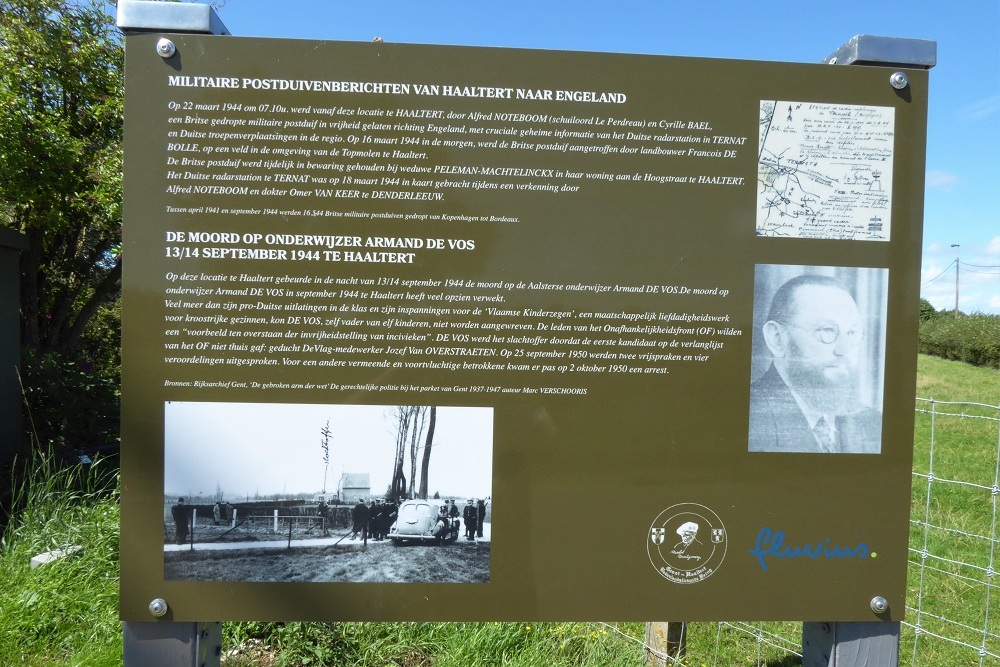 MILITAIRE POSTDUIVENBERICHTEN VAN HAALTERT NAAR ENGELAND
Op 22 maart 1944 om 07.10u. werd vanaf deze locatie te HAALTERT, door Alfred NOTEBOOM (schuiloord Le Perdreau) en Cyrille BAEL,
een Britse gedropte militaire postduif in vrijheid gelaten richting Engeland, met cruciale geheime informatie van het Duitse radarstation in TERNAT
en Duitse troepenverplaatsingen in de regio. Op 16 maart 1944 in de morgen, werd de Britse postduif aangetroffen door landbouwer Francois DE
BOLLE, op een veld in de omgeving van de Topmolen te Haaltert.
De Britse postduif werd tijdelijk in bewaring gehouden bij weduwe PELEMAN-MACHTELINCKX in haar woning aan de Hoogstraat te HAALTERT.
Het Duitse radarstation te TERNAT was op 18 maart 1944 in kaart gebracht tijdens een verkenning door
Alfred NOTEBOOM en dokter Omer VAN KEER te DENDERLEEUW.
Tussen april 1941 en september 1944 werden 16.544 Britse militaire postduiven gedropt van Kopenhagen tot Bordeaux.
DE MOORD OP ONDERWIJZER ARMAND DE VOS
13/14 SEPTEMBER 1944 TE HAALTERT
Op deze locatie te Haaltert gebeurde in de nacht van 13/14 september 1944 de moord op de Aalsterse onderwijzer Armand DE VOS.De moord op
onderwijzer Armand DE VOS in september 1944 te Haaltert heeft veel opzien verwekt.
Veel meer dan zijn pro-Duitse uitlatingen in de klas en zijn inspanningen voor de 'Vlaamse Kinderzegen', een maatschappelijk liefdadigheidswerk
voor kroostrijke gezinnen, kon DE VOS, zelf vader van elf kinderen, niet worden aangewreven. De leden van het Onafhankelijkheidsfront (OF) wilden
een "voorbeeld ten overstaan der invrijheidstelling van incivieken". DE VOS werd het slachtoffer doordat de eerste kandidaat op de verlanglijst
van het OF niet thuis gaf: gedacht DeVlag-medewerker Jozef Van OVERSTRAETEN. Op 25 september 1950 werden twee vrijspraken en vier
veroordelingen uitgesproken. Voor een andere vermeende en voortvluchtige betrokkene kwam er pas op 2 oktober 1950 een arrest.
Bronnen: Rijksarchief Gent, 'De gebroken arm der wet' De gerechtelijke politie bij het parket van Gent 1937-1947 auteur Marc VERSCHOORIS
slachtoffer
TERNAT
fluvius.